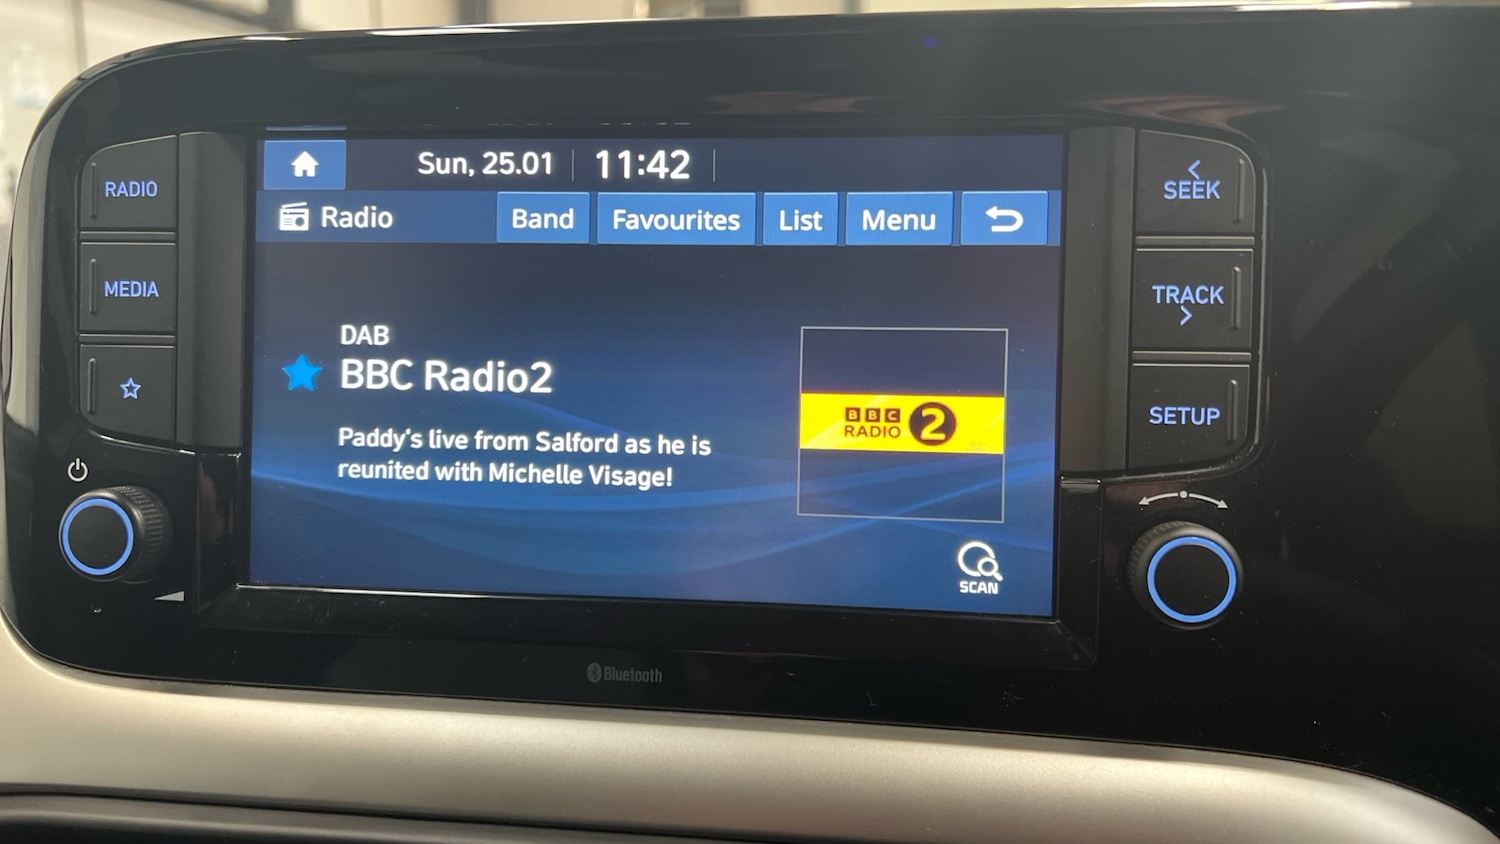 RADIO
MEDIA
Sun, 25.01 11:42
Radio Band Favourites List Menu
DAB
BBC Radio2
Paddy's live from Salford as he is
reunited with Michelle Visage!
BBC
RADIO 2
SCAN
< SEEK
TRACK >
SETUP
Bluetooth